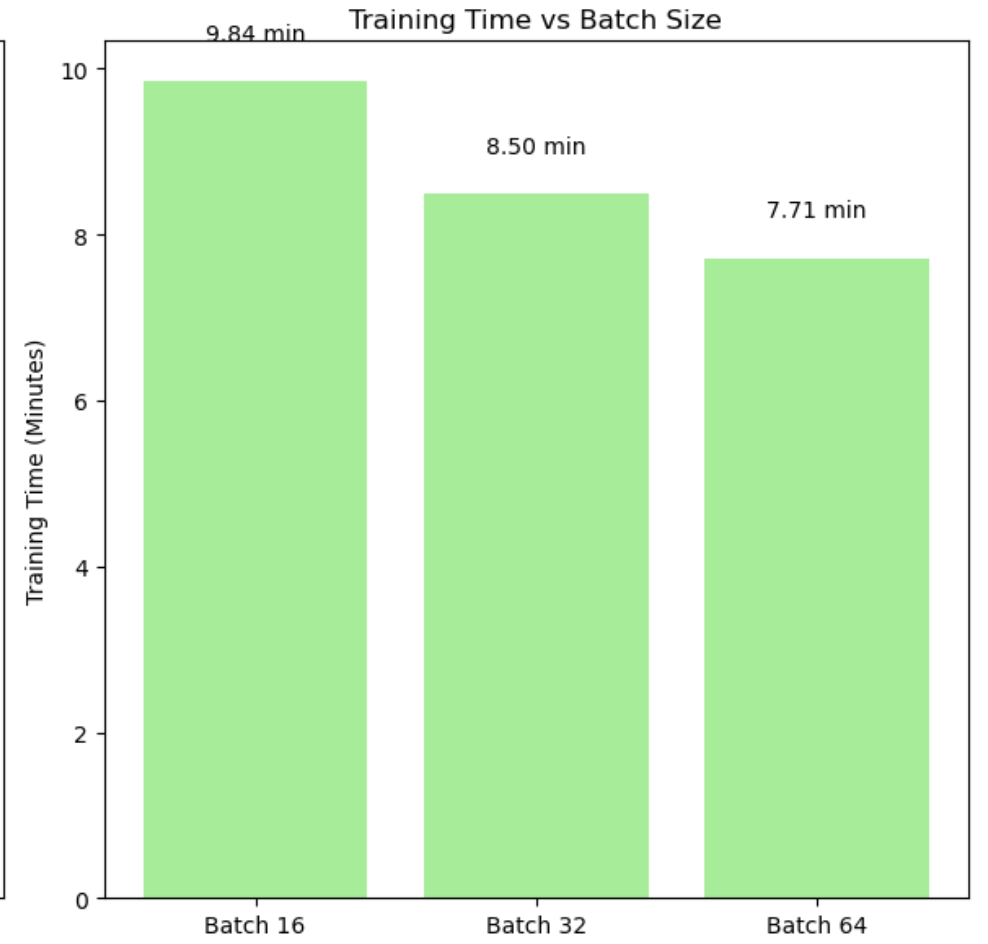 Training Time vs Batch Size
9.84 min
8.50 min
7.71 min
Training Time (Minutes)
10
8
6
4
2
0
Batch 16
Batch 32
Batch 64